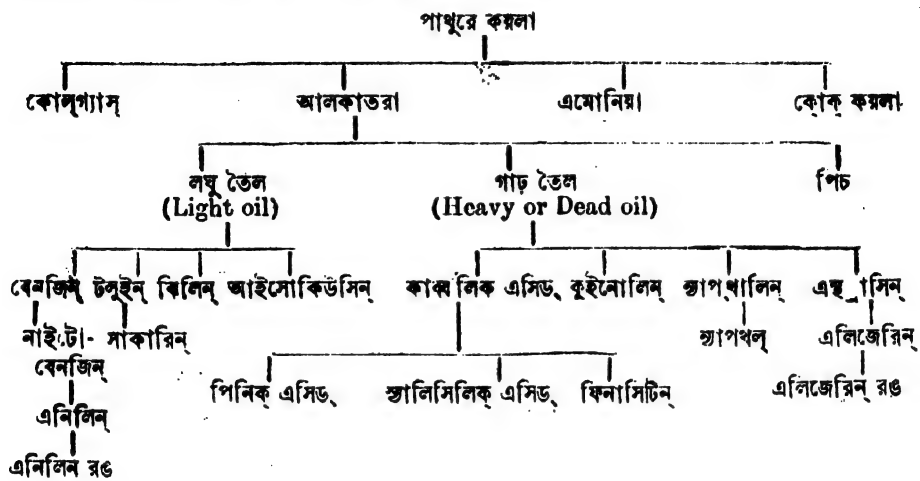 পাথুরে কয়লা
কোল্‌গ্যাস্ আলকাতরা এমোনিয়া কোক্ কয়লা
লঘু তৈল গাঢ় তৈল পিচ
(Light oil) (Heavy or Dead oil)
বেনজিন্ টলুইন্ ঝিলিন্ আইসোকিউসিন্ কার্ব্বলিক এসিড্ কুইনোলিন্ ন্যাপথালিন্ এন্থ্রাসিন্
নাইট্রো- সাকারিন্ ন্যাপথল্ এলিজেরিন্
বেনজিন্ পিনিক্ এসিড্ স্যালিসিলিক্ এসিড্ ফিনাসিটিন্ এলিজেরিন্ রঙ
এনিলিন্
এনিলিন রঙ